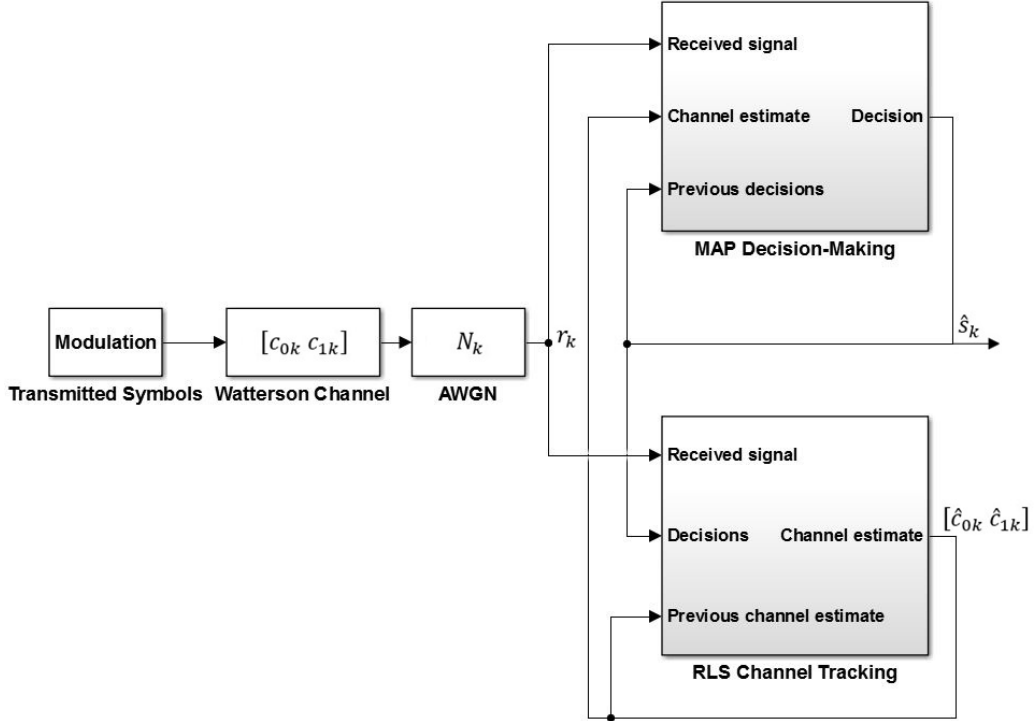 Received signal
Channel estimate Decision
Previous decisions
MAP Decision-Making
ŝₖ
Modulation
[c₀ₖ c₁ₖ]
Nₖ
rₖ
Transmitted Symbols
Watterson Channel
AWGN
Received signal
[ĉ₀ₖ ĉ₁ₖ]
Decisions Channel estimate
Previous channel estimate
RLS Channel Tracking